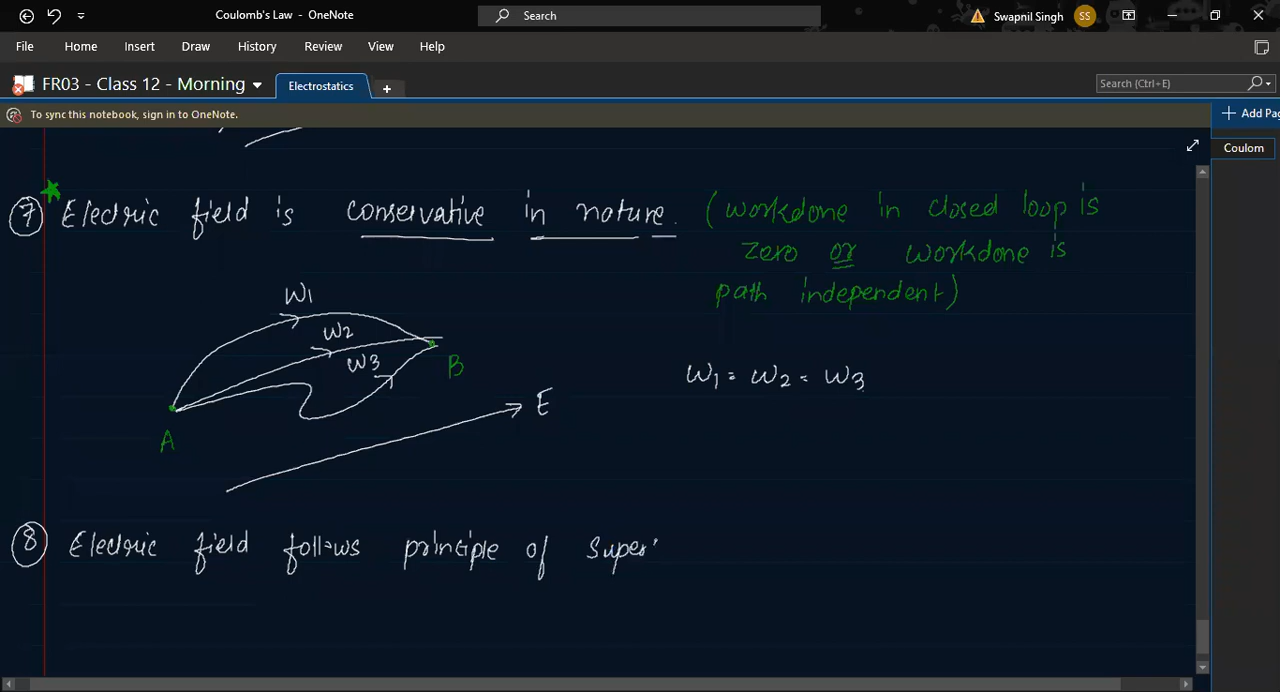 Coulomb's Law - OneNote
Search
Swapnil Singh
SS
File Home Insert Draw History Review View Help
FR03 - Class 12 - Morning
Electrostatics
+
Search (Ctrl+E)
To sync this notebook, sign in to OneNote.
Add Pag
Coulom
⑦ Electric field is conservative in nature. (workdone in closed loop is
zero or workdone is
path independent)
W1
W2
W3
B
A
E
W1 = W2 = W3
⑧ Electric field follows principle of Super